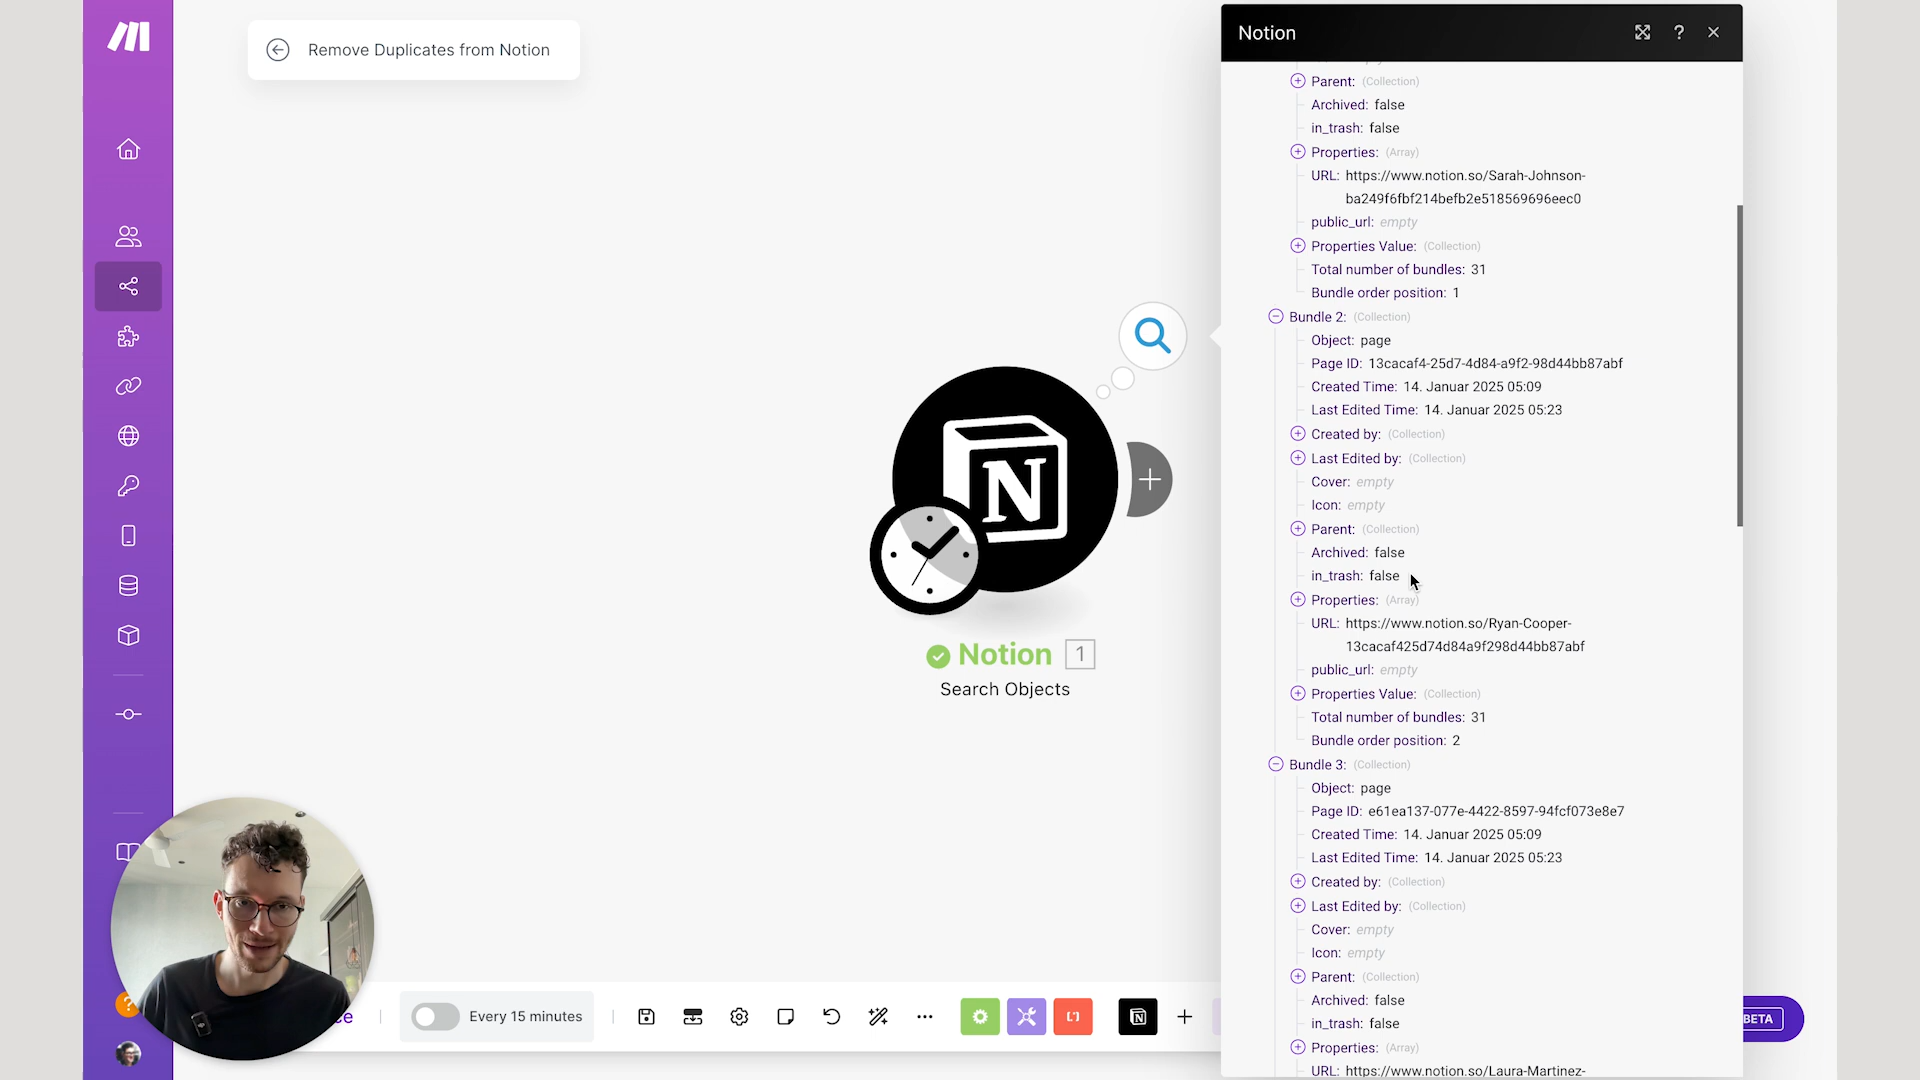 Remove Duplicates from Notion
Notion
?
Parent: (Collection)
Archived: false
in_trash: false
Properties: (Array)
URL: https://www.notion.so/Sarah-Johnson-
ba249f6fbf214befb2e518569696eec0
public_url: empty
Properties Value: (Collection)
Total number of bundles: 31
Bundle order position: 1
Bundle 2: (Collection)
Object: page
Page ID: 13cacaf4-25d7-4d84-a9f2-98d44bb87abf
Created Time: 14. Januar 2025 05:09
Last Edited Time: 14. Januar 2025 05:23
Created by: (Collection)
Last Edited by: (Collection)
Cover: empty
Icon: empty
Parent: (Collection)
Archived: false
in_trash: false
Properties: (Array)
URL: https://www.notion.so/Ryan-Cooper-
13cacaf425d74d84a9f298d44bb87abf
public_url: empty
Properties Value: (Collection)
Total number of bundles: 31
Bundle order position: 2
Bundle 3: (Collection)
Object: page
Page ID: e61ea137-077e-4422-8597-94fcf073e8e7
Created Time: 14. Januar 2025 05:09
Last Edited Time: 14. Januar 2025 05:23
Created by: (Collection)
Last Edited by: (Collection)
Cover: empty
Icon: empty
Parent: (Collection)
Archived: false
in_trash: false
Properties: (Array)
URL: https://www.notion.so/Laura-Martinez-
N
Notion 1
Search Objects
?
ce
Every 15 minutes
BETA